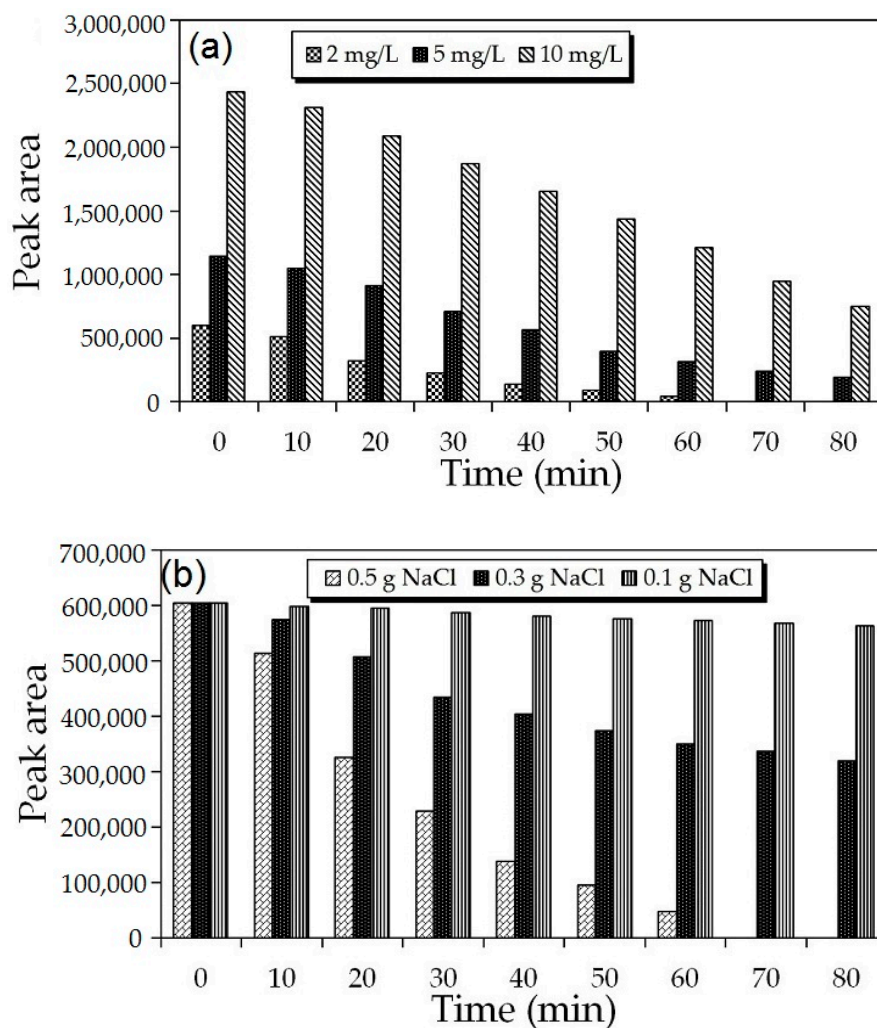 (a)
2 mg/L 5 mg/L 10 mg/L
3,000,000
2,500,000
2,000,000
1,500,000
1,000,000
500,000
0
Peak area
0 10 20 30 40 50 60 70 80
Time (min)
(b)
0.5 g NaCl 0.3 g NaCl 0.1 g NaCl
700,000
600,000
500,000
400,000
300,000
200,000
100,000
0
Peak area
0 10 20 30 40 50 60 70 80
Time (min)